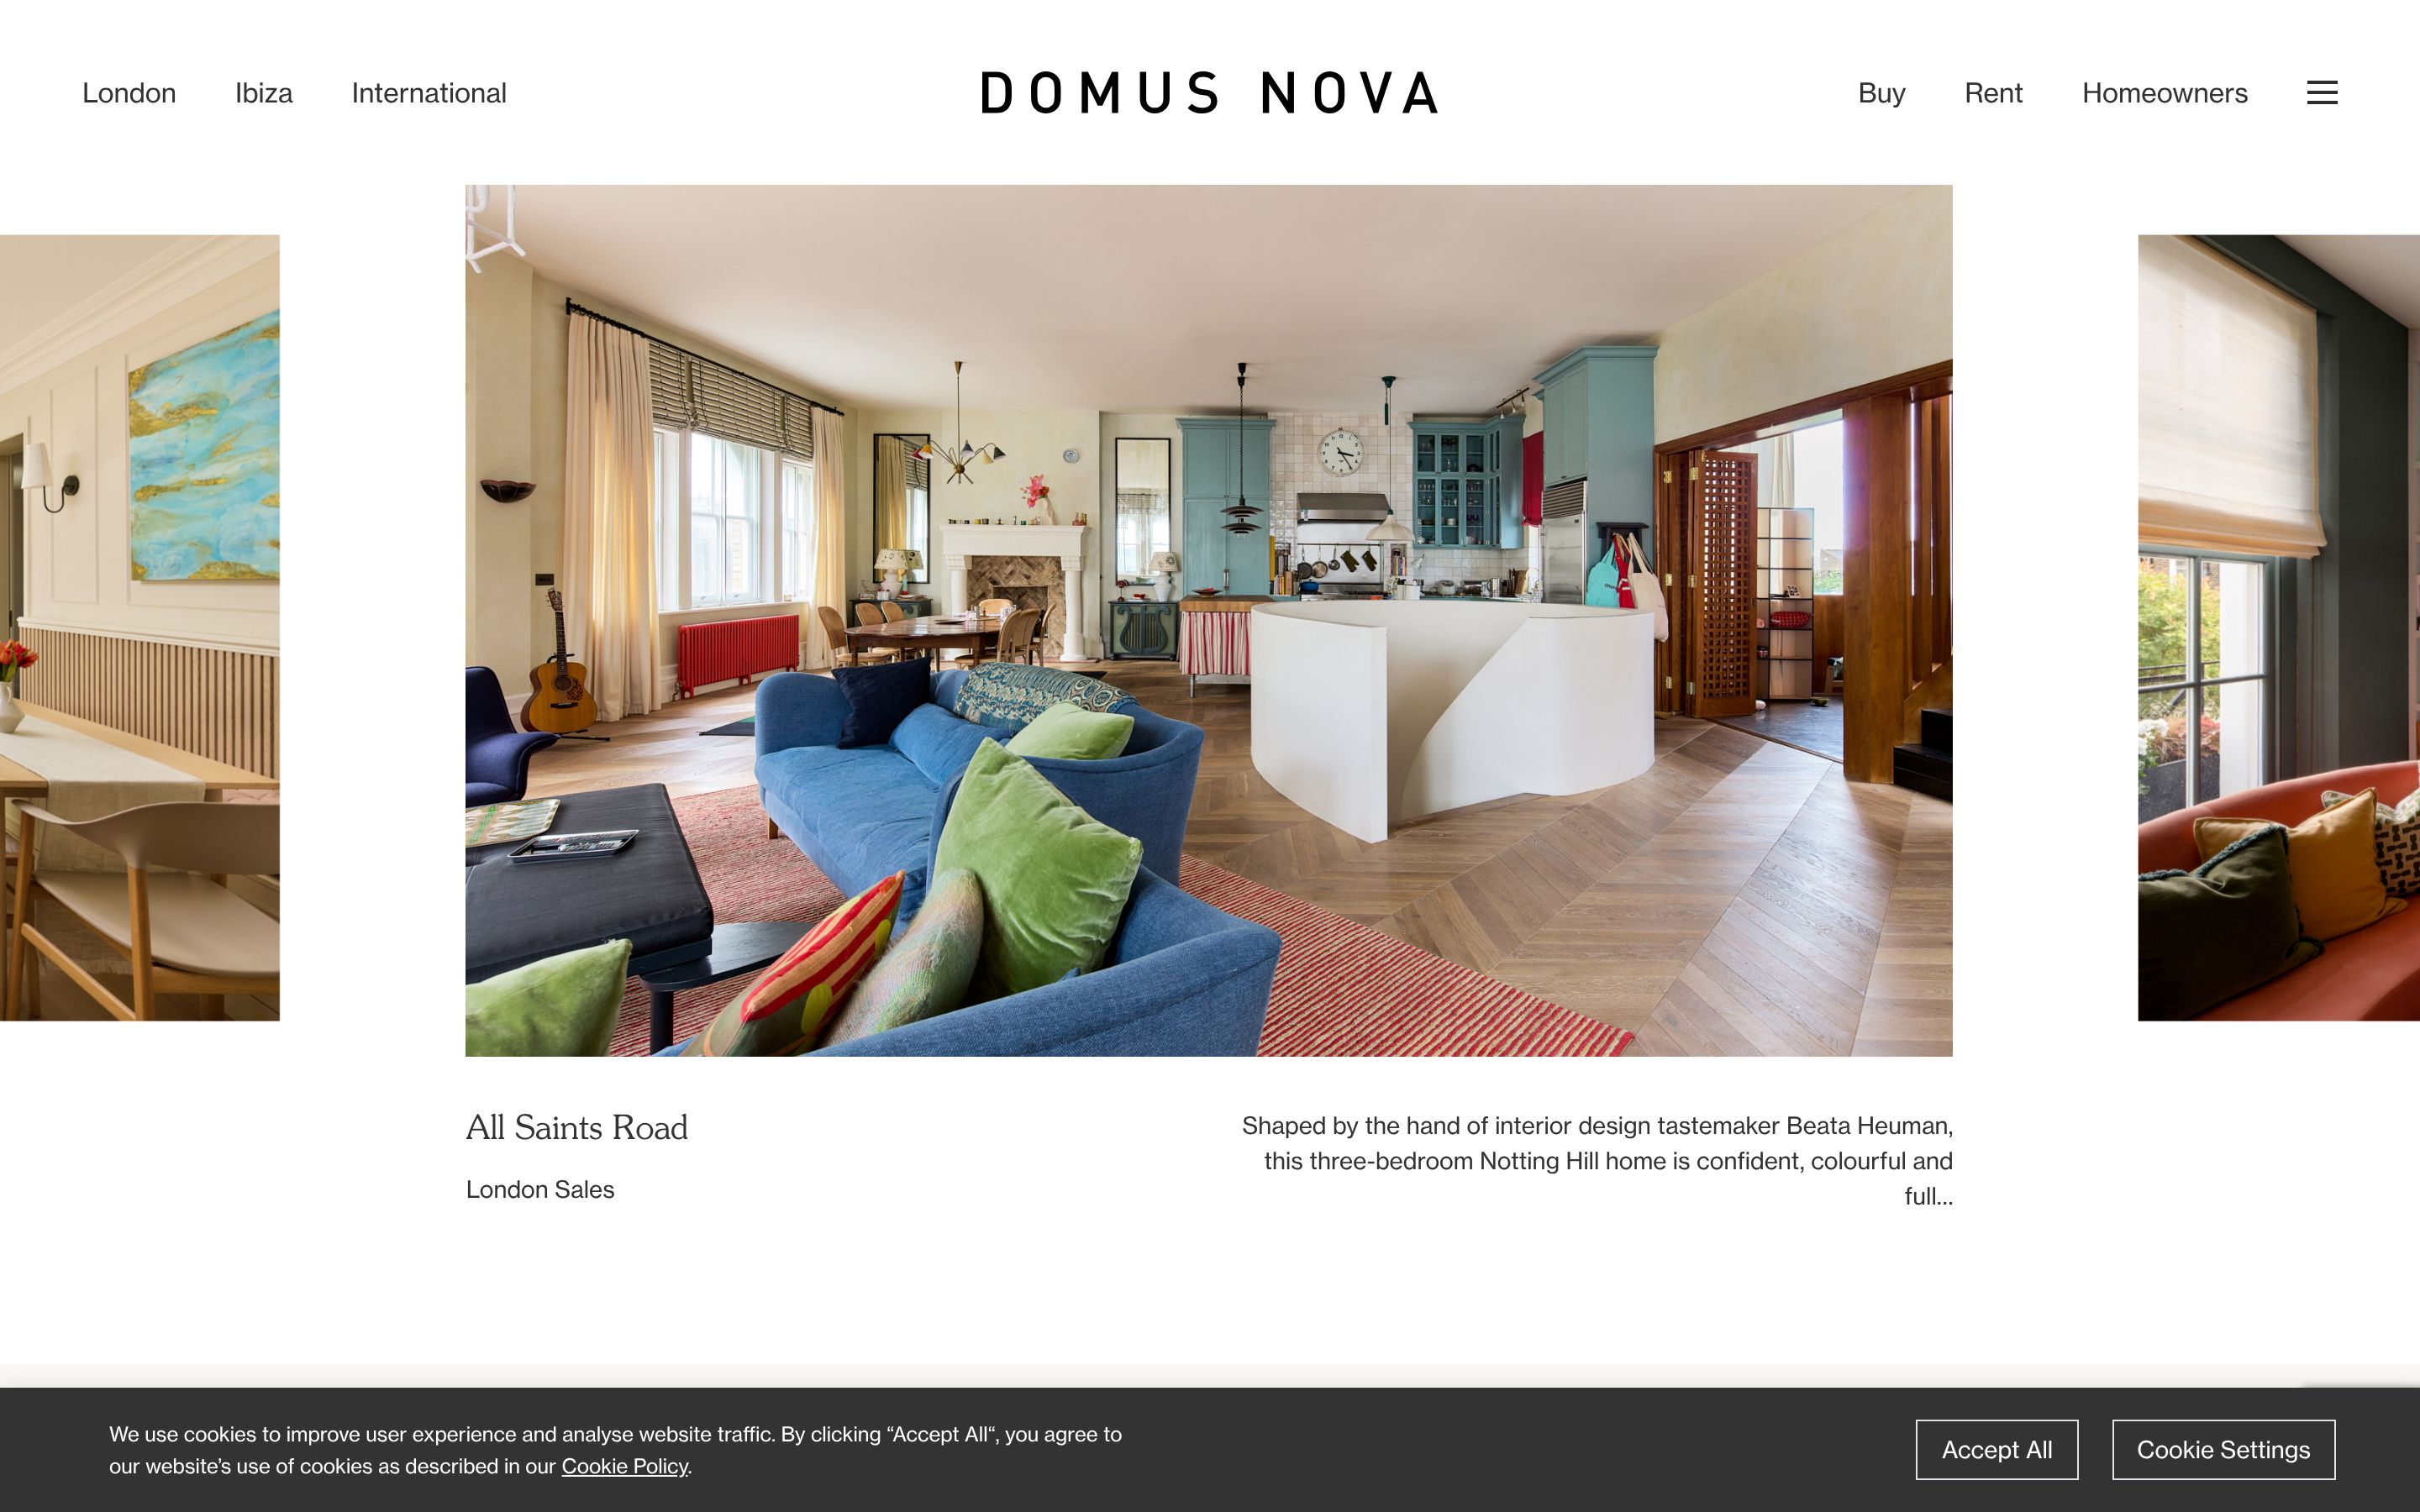 London
Ibiza
International
DOMUS NOVA
Buy
Rent
Homeowners
All Saints Road
London Sales
Shaped by the hand of interior design tastemaker Beata Heuman,
this three-bedroom Notting Hill home is confident, colourful and
full...
We use cookies to improve user experience and analyse website traffic. By clicking “Accept All“, you agree to
our website’s use of cookies as described in our Cookie Policy.
Accept All
Cookie Settings